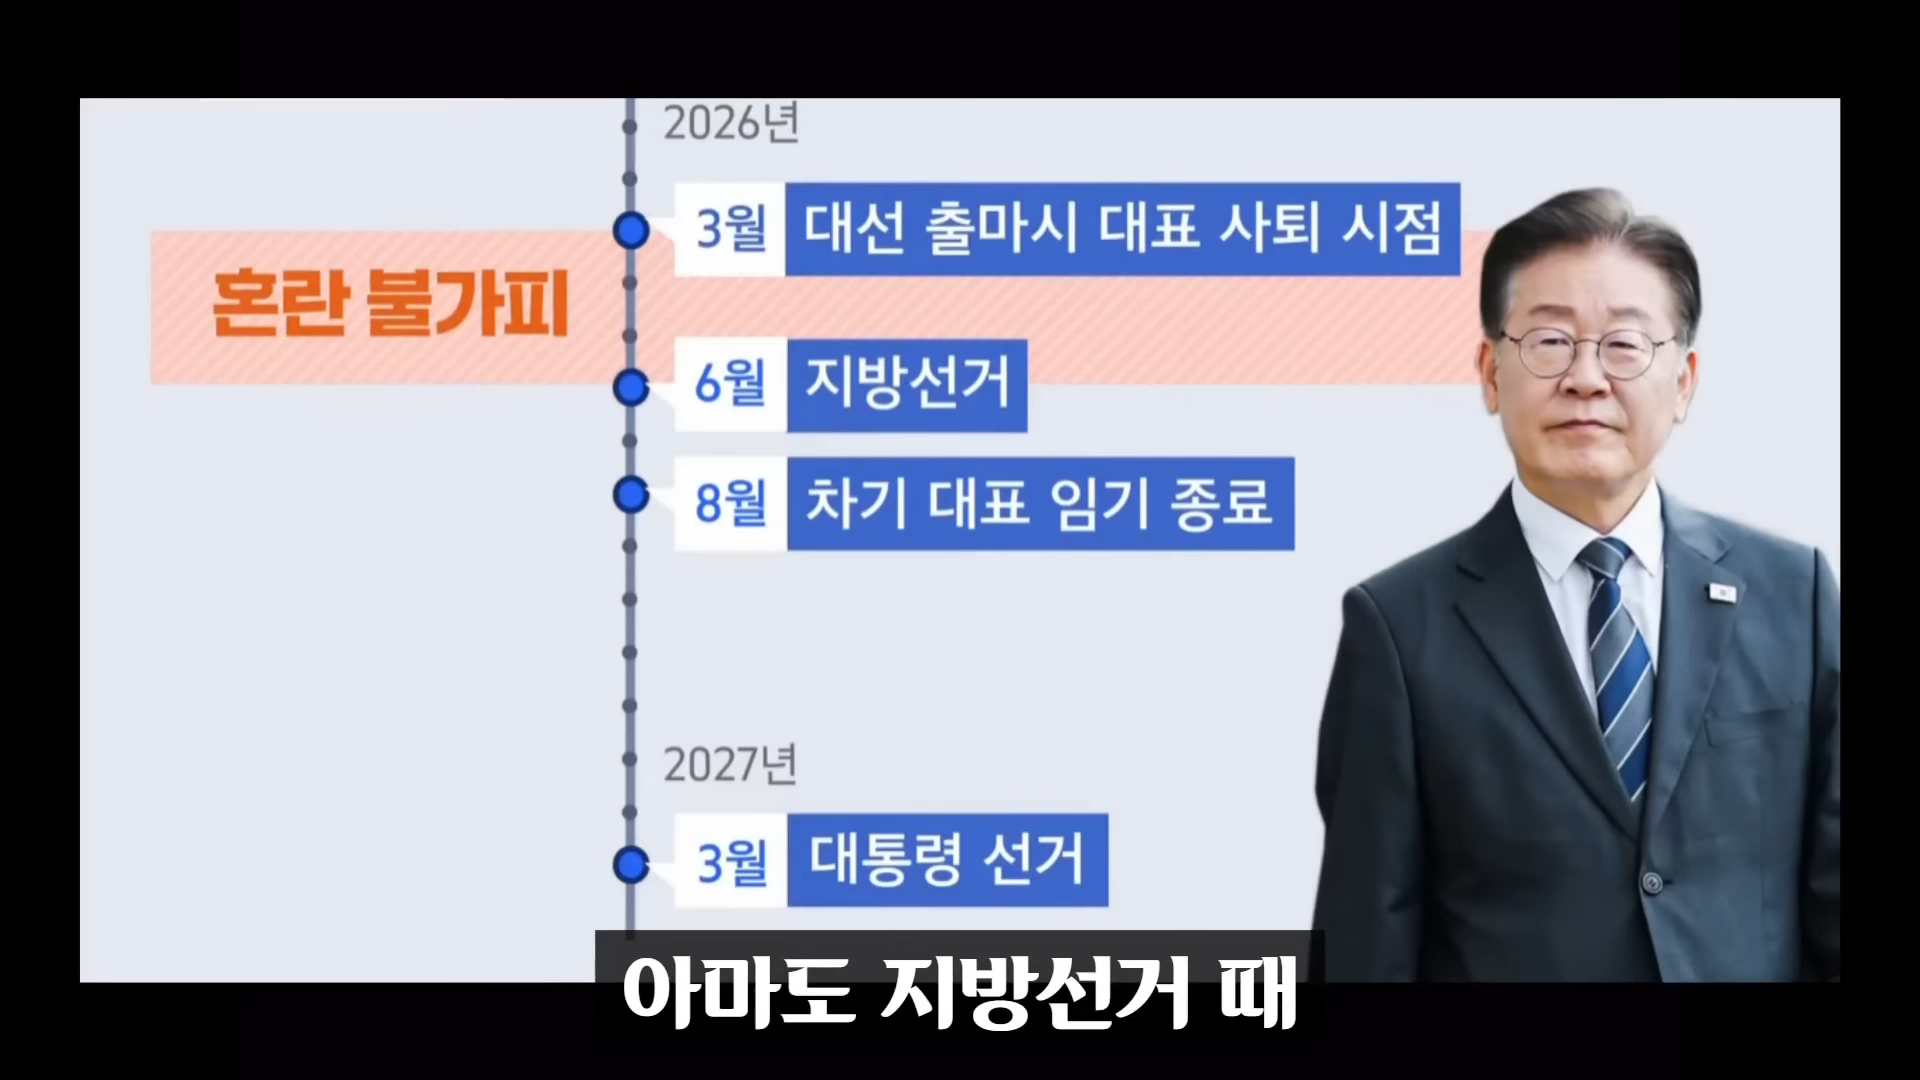 2026년
3월 대선 출마시 대표 사퇴 시점
혼란 불가피
6월 지방선거
8월 차기 대표 임기 종료
2027년
3월 대통령 선거
아마도 지방선거 때